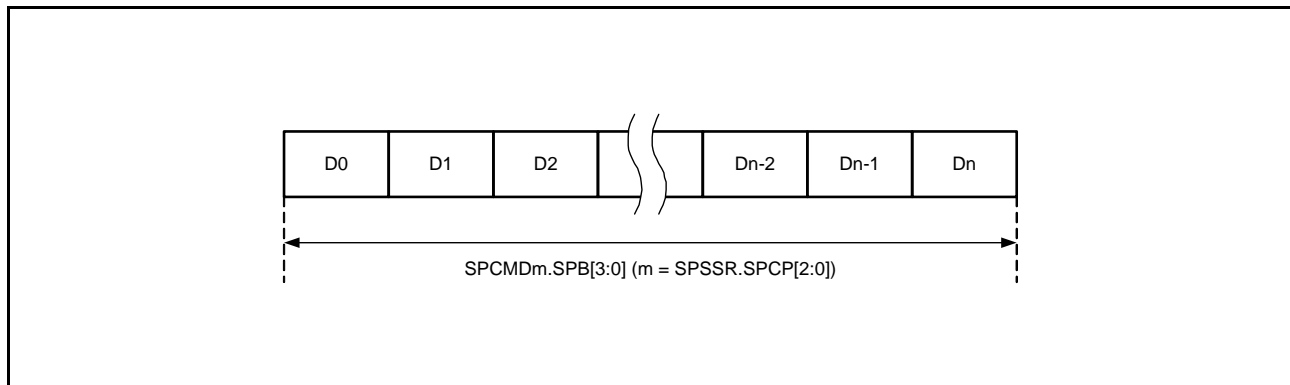 D0 D1 D2 Dn-2 Dn-1 Dn
SPCMDm.SPB[3:0] (m = SPSSR.SPCP[2:0])